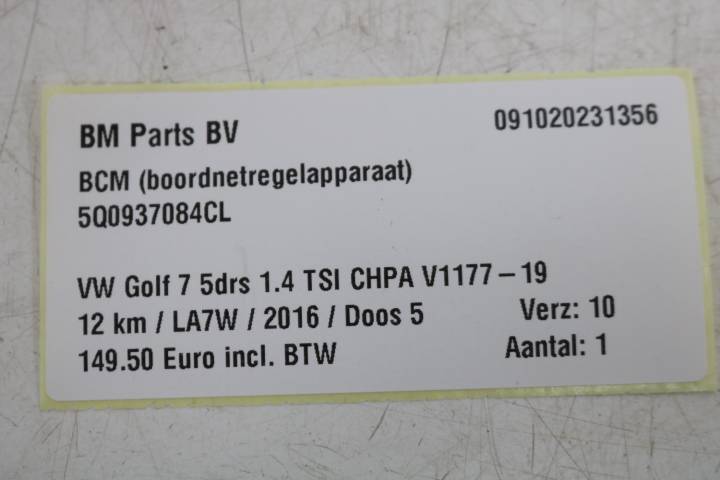 BM Parts BV 091020231356
BCM (boordnetregelapparaat)
5Q0937084CL
VW Golf 7 5drs 1.4 TSI CHPA V1177 – 19
12 km / LA7W / 2016 / Doos 5 Verz: 10
149.50 Euro incl. BTW Aantal: 1